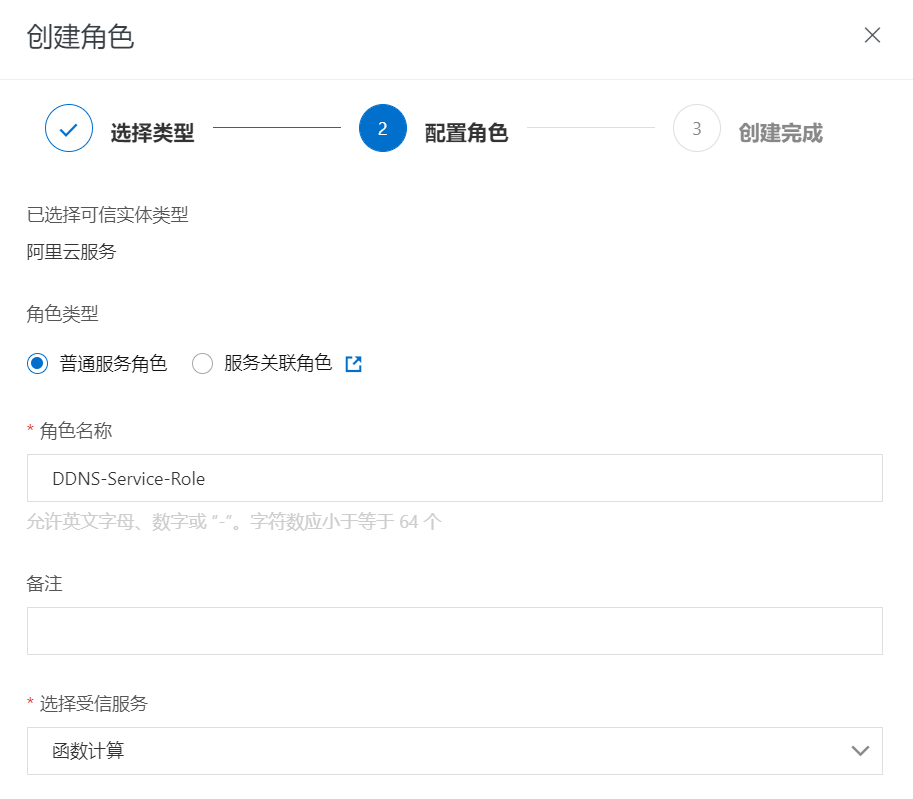 创建角色
选择类型 2 配置角色 3 创建完成
已选择可信实体类型
阿里云服务
角色类型
普通服务角色 服务关联角色
* 角色名称
DDNS-Service-Role
允许英文字母、数字或 “-”。字符数应小于等于 64 个
备注
* 选择受信服务
函数计算